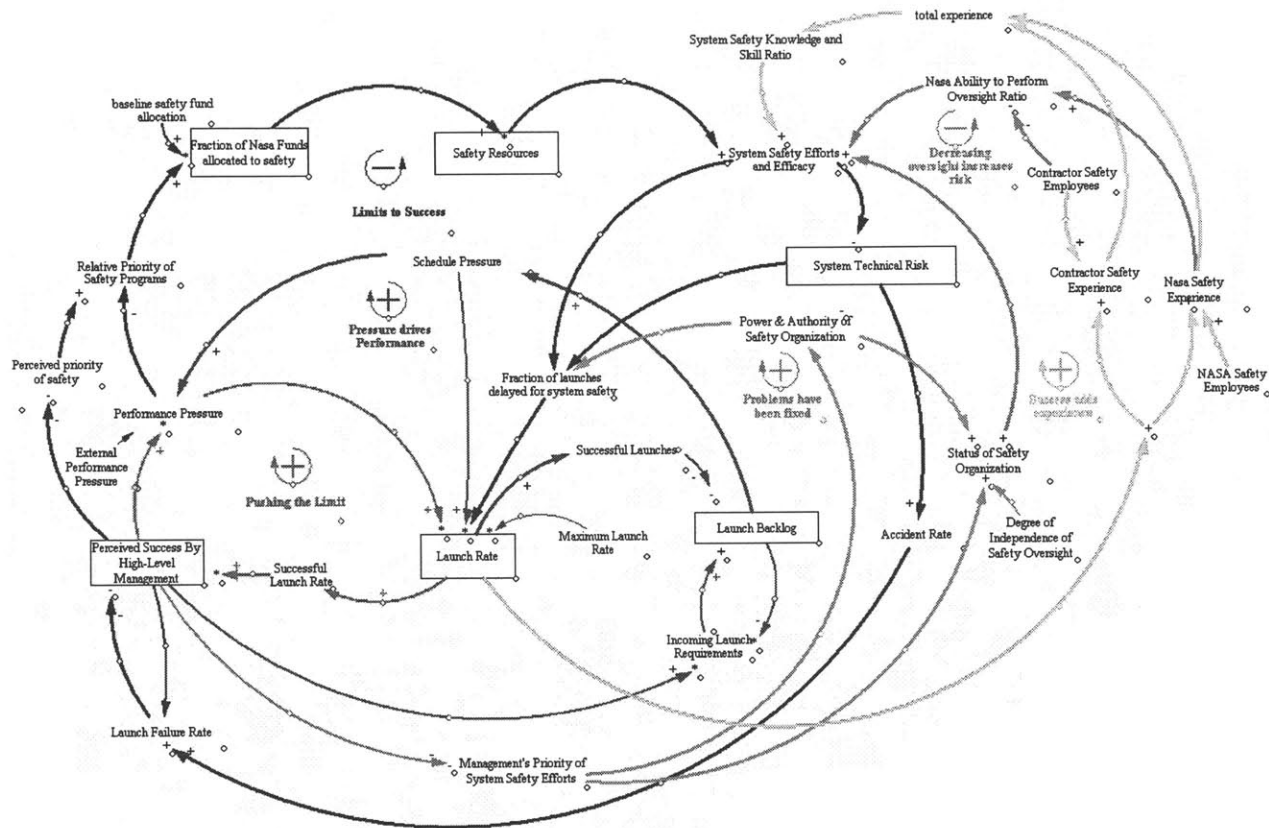 total experience
System Safety Knowledge and
Skill Ratio
Nasa Ability to Perform
Oversight Ratio
baseline safety fund
allocation
Fraction of Nasa Funds
allocated to safety
Safety Resources
System Safety Efforts
and Efficacy
Decreasing
oversight increases
risk
Contractor Safety
Employees
Limits to Success
Relative Priority of
Safety Programs
Schedule Pressure
System Technical Risk
Contractor Safety
Experience
Nasa Safety
Experience
Pressure drives
Performance
Power & Authority of
Safety Organization
Perceived priority
of safety
Fraction of launches
delayed for system safety
Problems have
been fixed
Success adds
experience
NASA Safety
Employees
Performance Pressure
External
Performance
Pressure
Successful Launches
Status of Safety
Organization
Pushing the Limit
Launch Rate
Maximum Launch
Rate
Launch Backlog
Accident Rate
Degree of
Independence of
Safety Oversight
Perceived Success By
High-Level
Management
Successful
Launch Rate
Incoming Launch
Requirements
Launch Failure Rate
Management's Priority of
System Safety Efforts